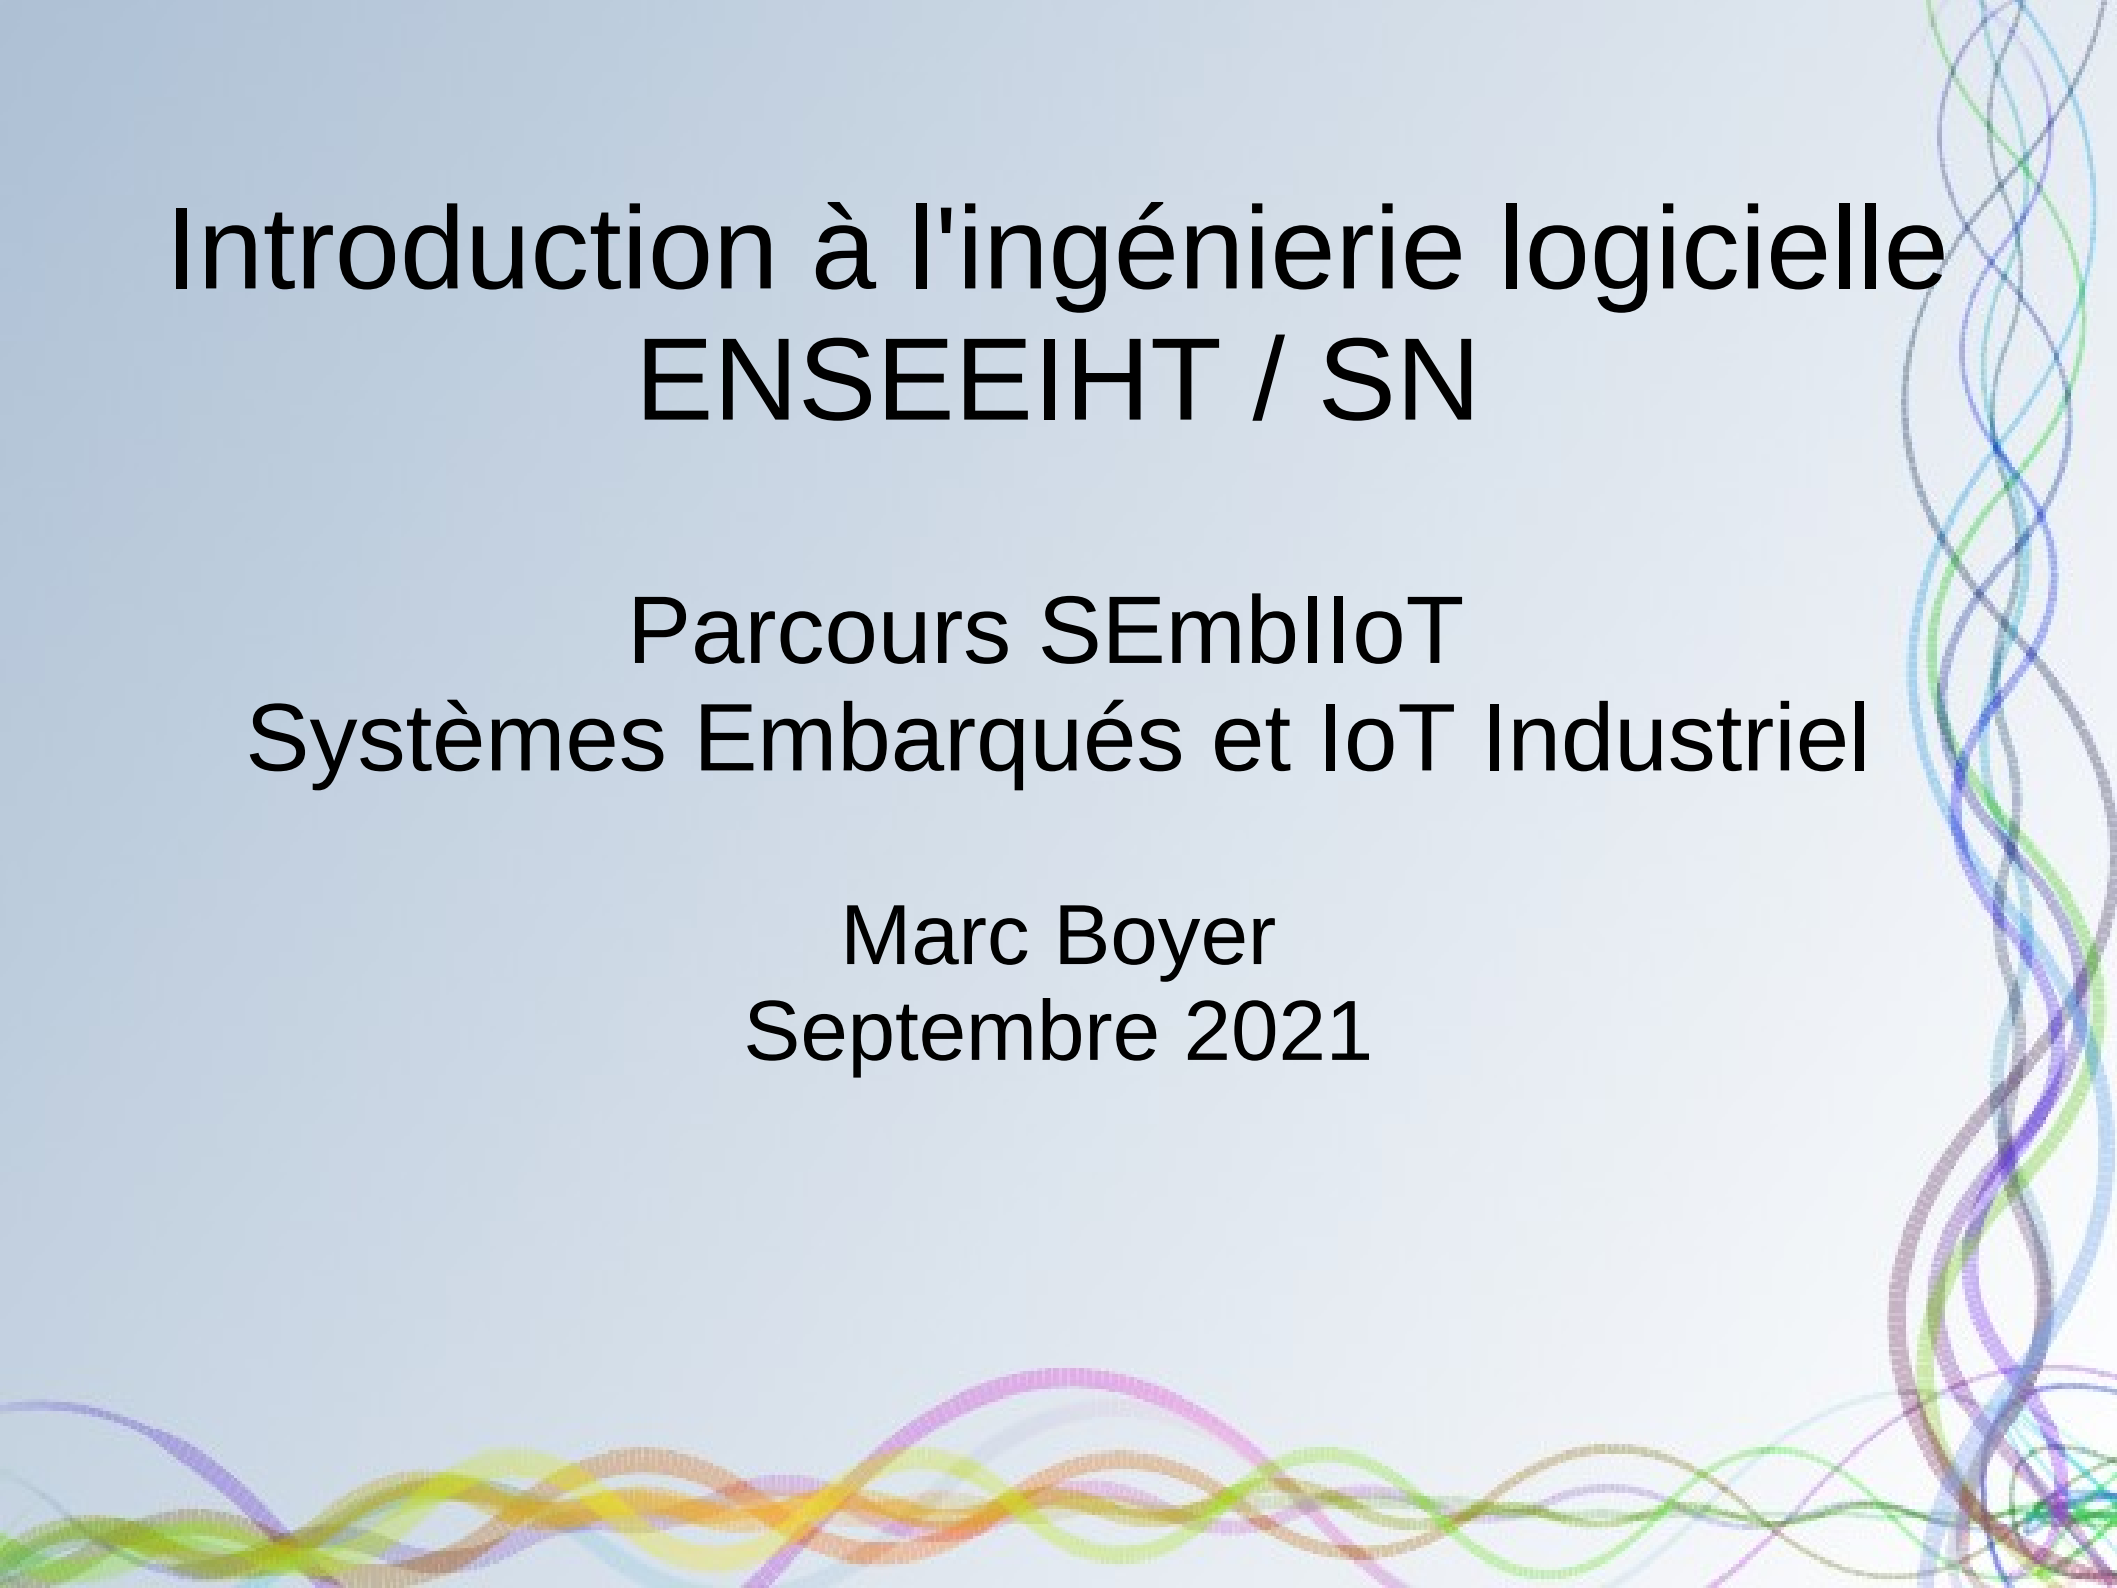 Introduction à l'ingénierie logicielle
ENSEEIHT / SN
Parcours SEmbIIoT
Systèmes Embarqués et IoT Industriel
Marc Boyer
Septembre 2021